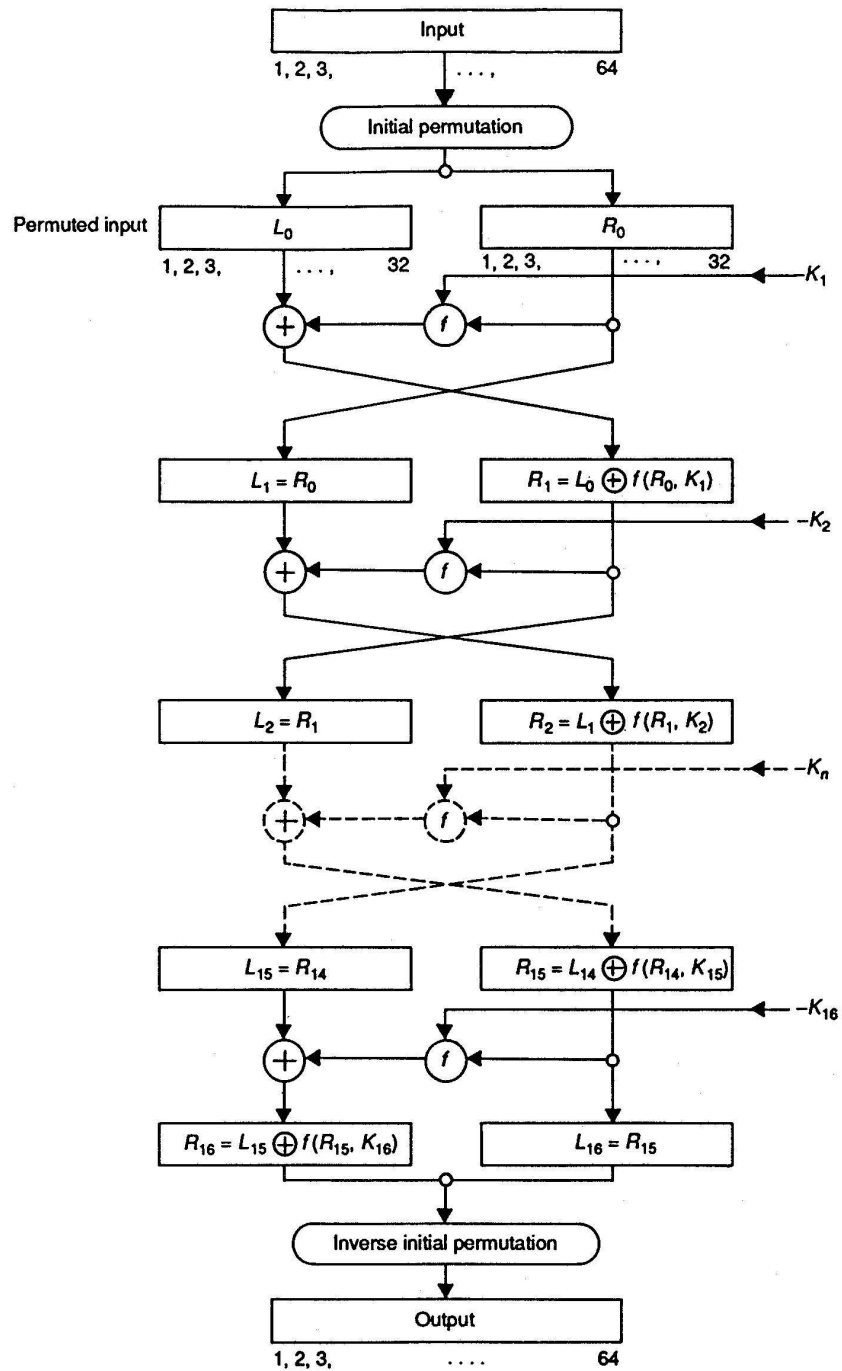 Input
1, 2, 3, . . . , 64
Initial permutation
Permuted input
L₀
R₀
1, 2, 3, . . . , 32
1, 2, 3, . . . , 32
K₁
+
f
L₁ = R₀
R₁ = L₀ ⊕ f(R₀, K₁)
K₂
+
f
L₂ = R₁
R₂ = L₁ ⊕ f(R₁, K₂)
Kₙ
+
f
L₁₅ = R₁₄
R₁₅ = L₁₄ ⊕ f(R₁₄, K₁₅)
K₁₆
+
f
R₁₆ = L₁₅ ⊕ f(R₁₅, K₁₆)
L₁₆ = R₁₅
Inverse initial permutation
Output
1, 2, 3, . . . . 64